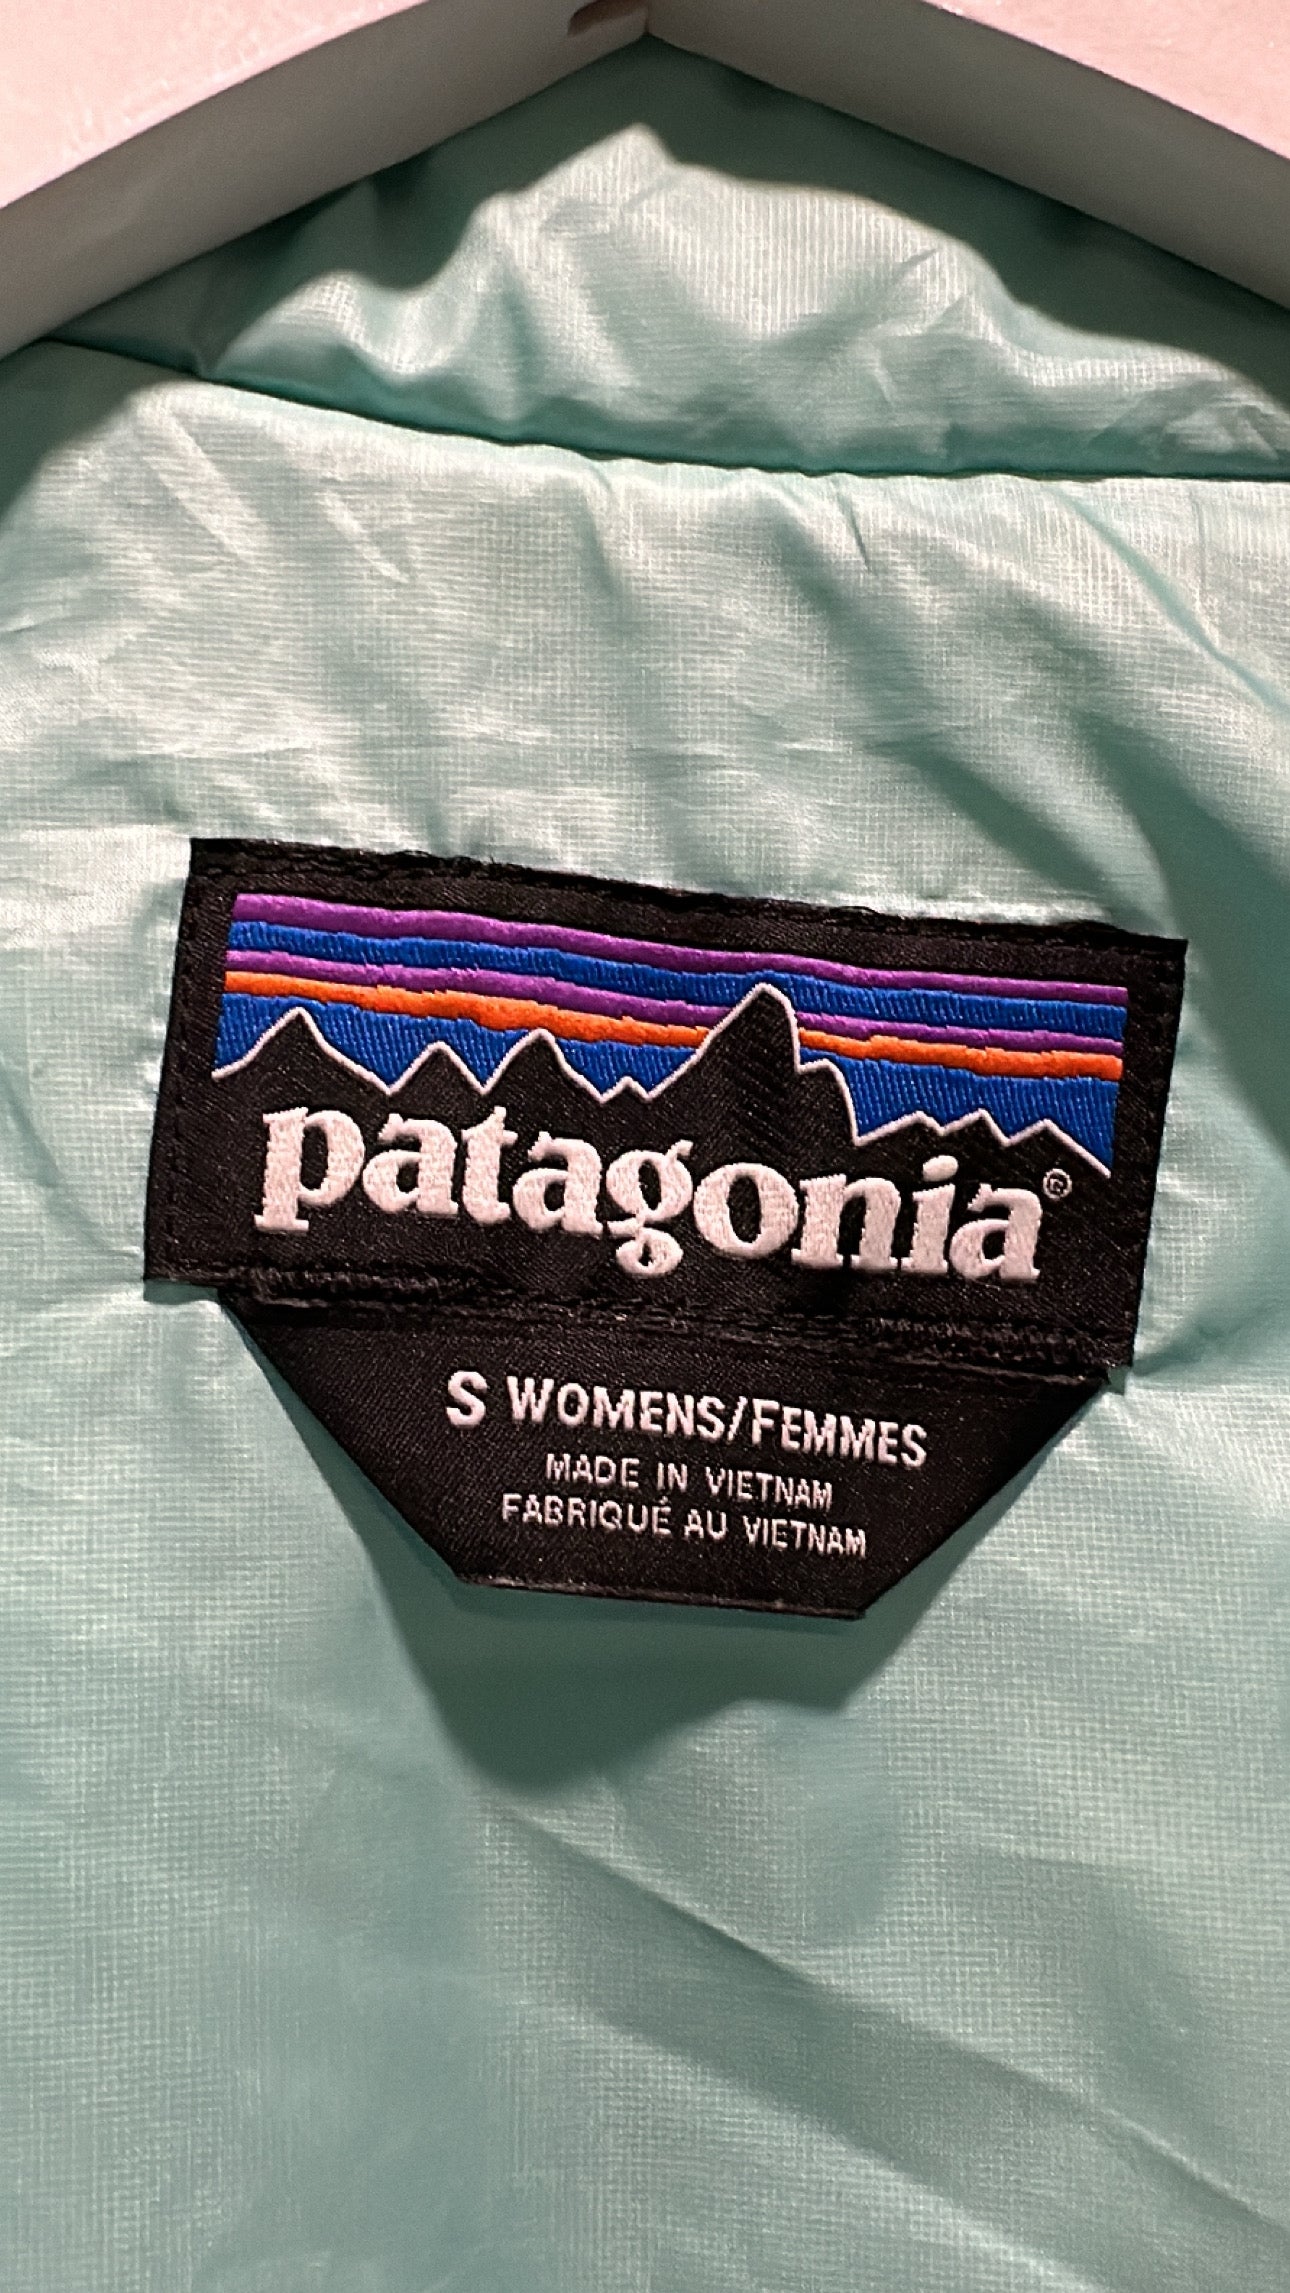 patagonia®
S WOMENS/FEMMES
MADE IN VIETNAM
FABRIQUÉ AU VIETNAM